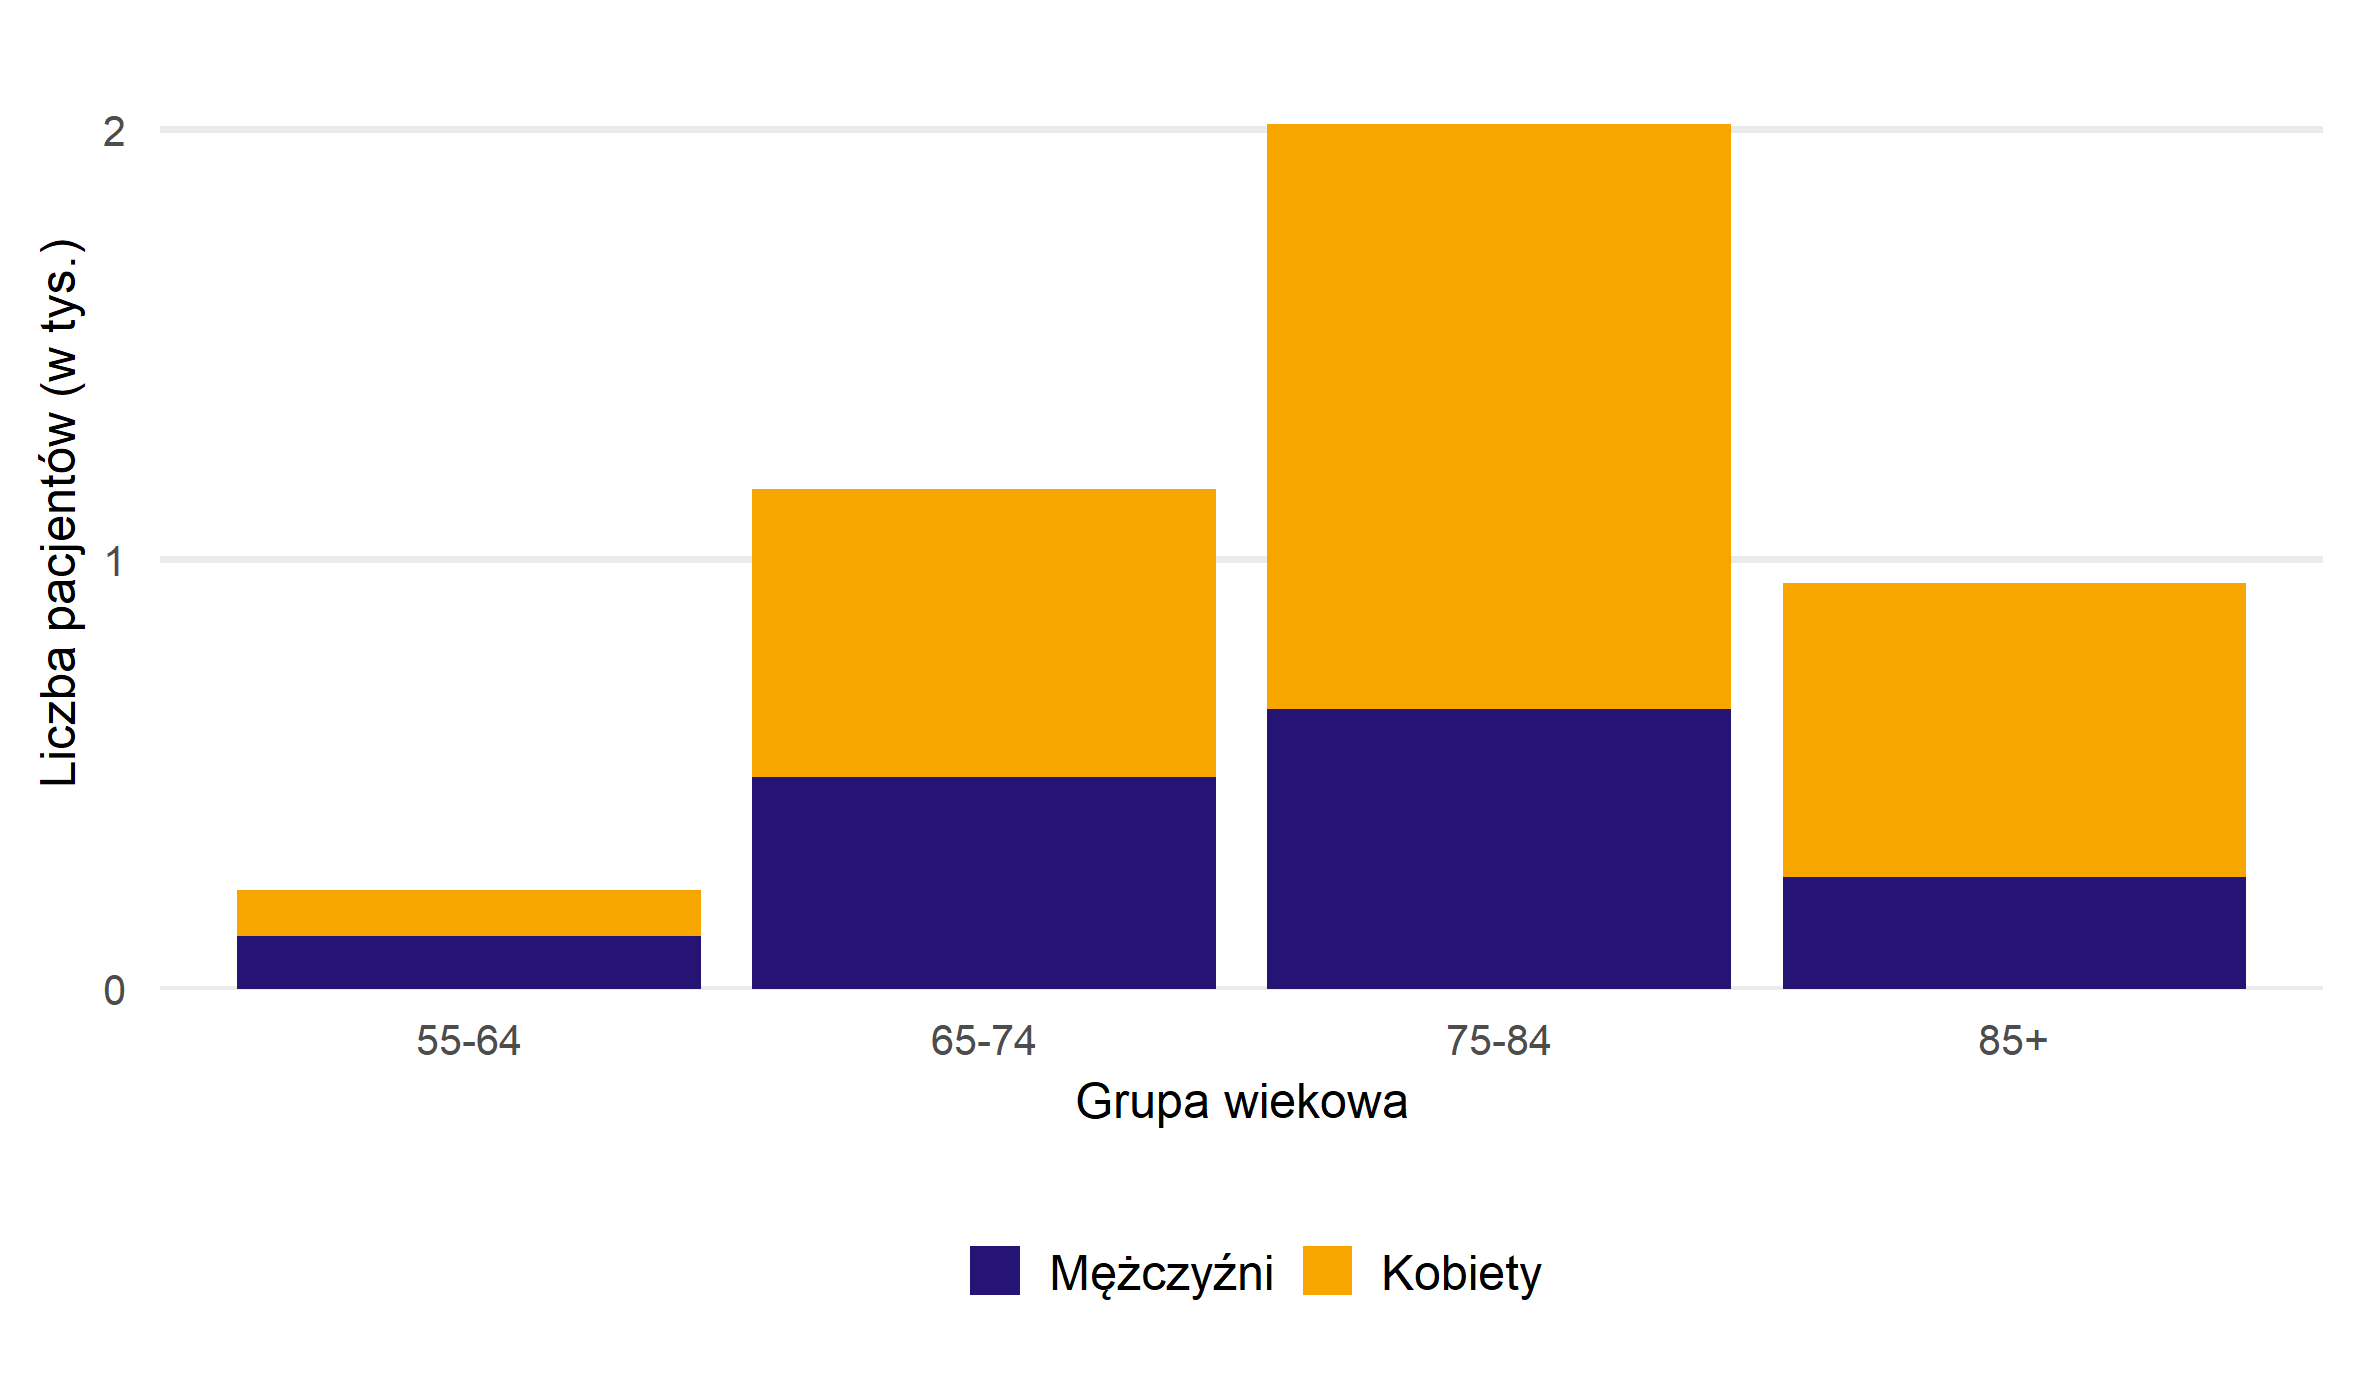 Liczba pacjentów (w tys.)
2
1
0
55-64 65-74 75-84 85+
Grupa wiekowa
Mężczyźni Kobiety